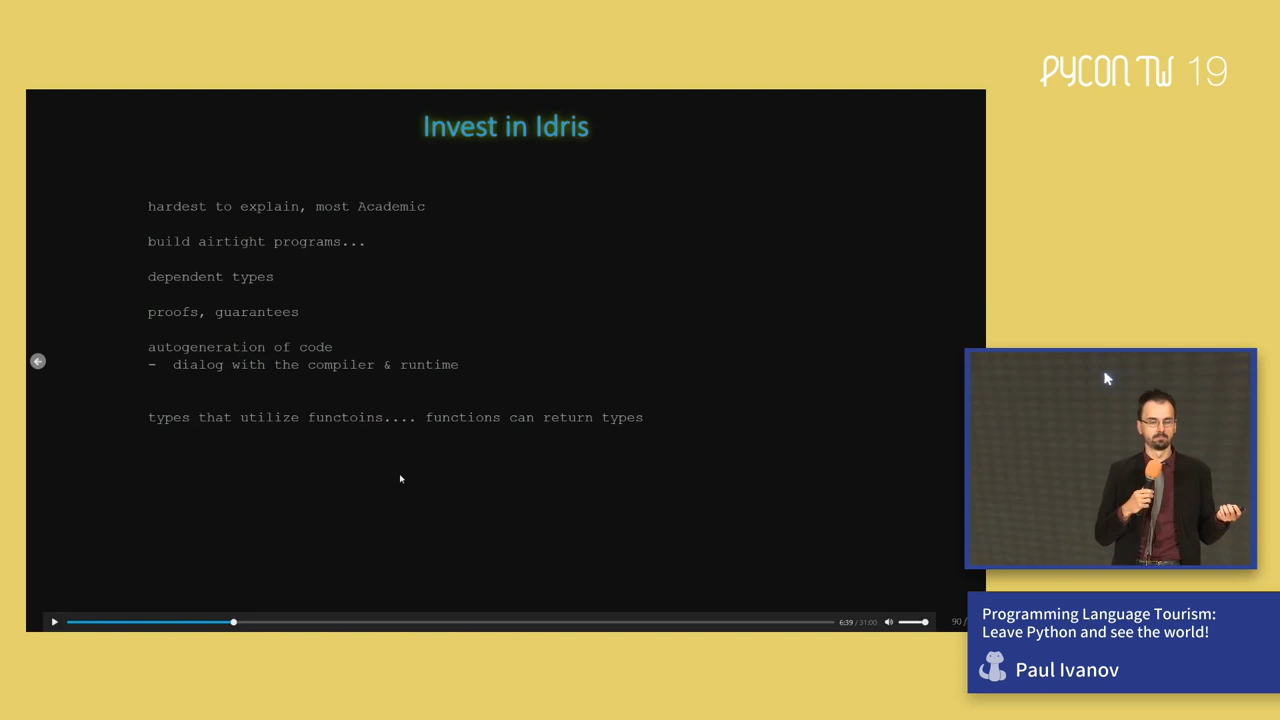 PYCON TW 19
Invest in Idris
hardest to explain, most Academic
build airtight programs...
dependent types
proofs, guarantees
autogeneration of code
- dialog with the compiler & runtime
types that utilize functoins.... functions can return types
6:39 / 31:00
90 /
Programming Language Tourism:
Leave Python and see the world!
Paul Ivanov